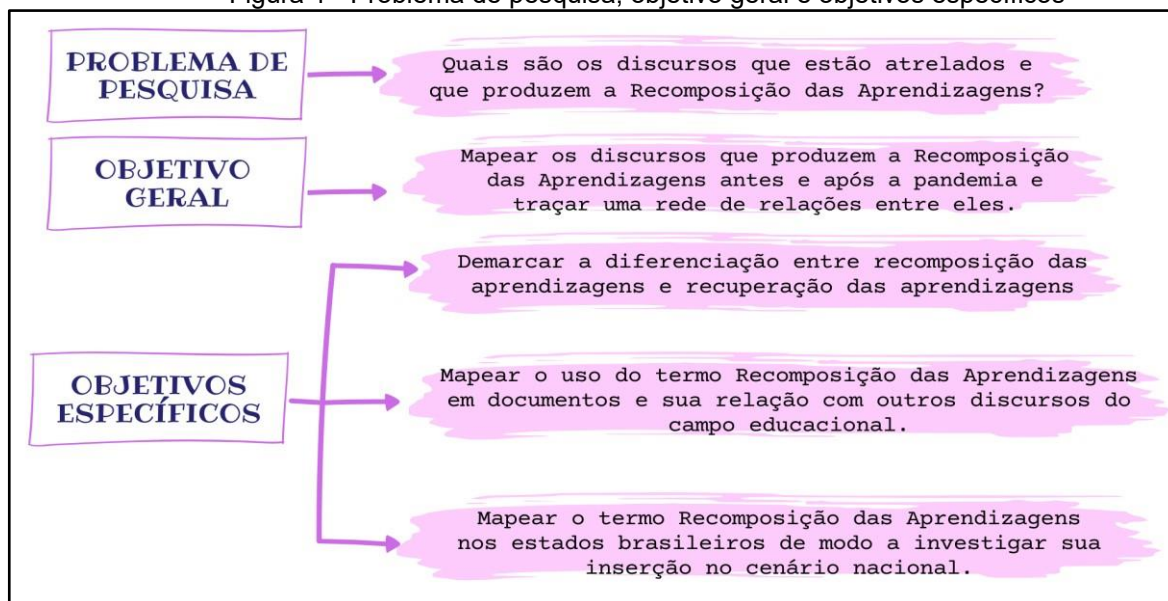 Figura 1 - Problema de pesquisa, objetivo geral e objetivos específicos
PROBLEMA DE
PESQUISA
Quais são os discursos que estão atrelados e
que produzem a Recomposição das Aprendizagens?
OBJETIVO
GERAL
Mapear os discursos que produzem a Recomposição
das Aprendizagens antes e após a pandemia e
traçar uma rede de relações entre eles.
OBJETIVOS
ESPECÍFICOS
Demarcar a diferenciação entre recomposição das
aprendizagens e recuperação das aprendizagens
Mapear o uso do termo Recomposição das Aprendizagens
em documentos e sua relação com outros discursos do
campo educacional.
Mapear o termo Recomposição das Aprendizagens
nos estados brasileiros de modo a investigar sua
inserção no cenário nacional.